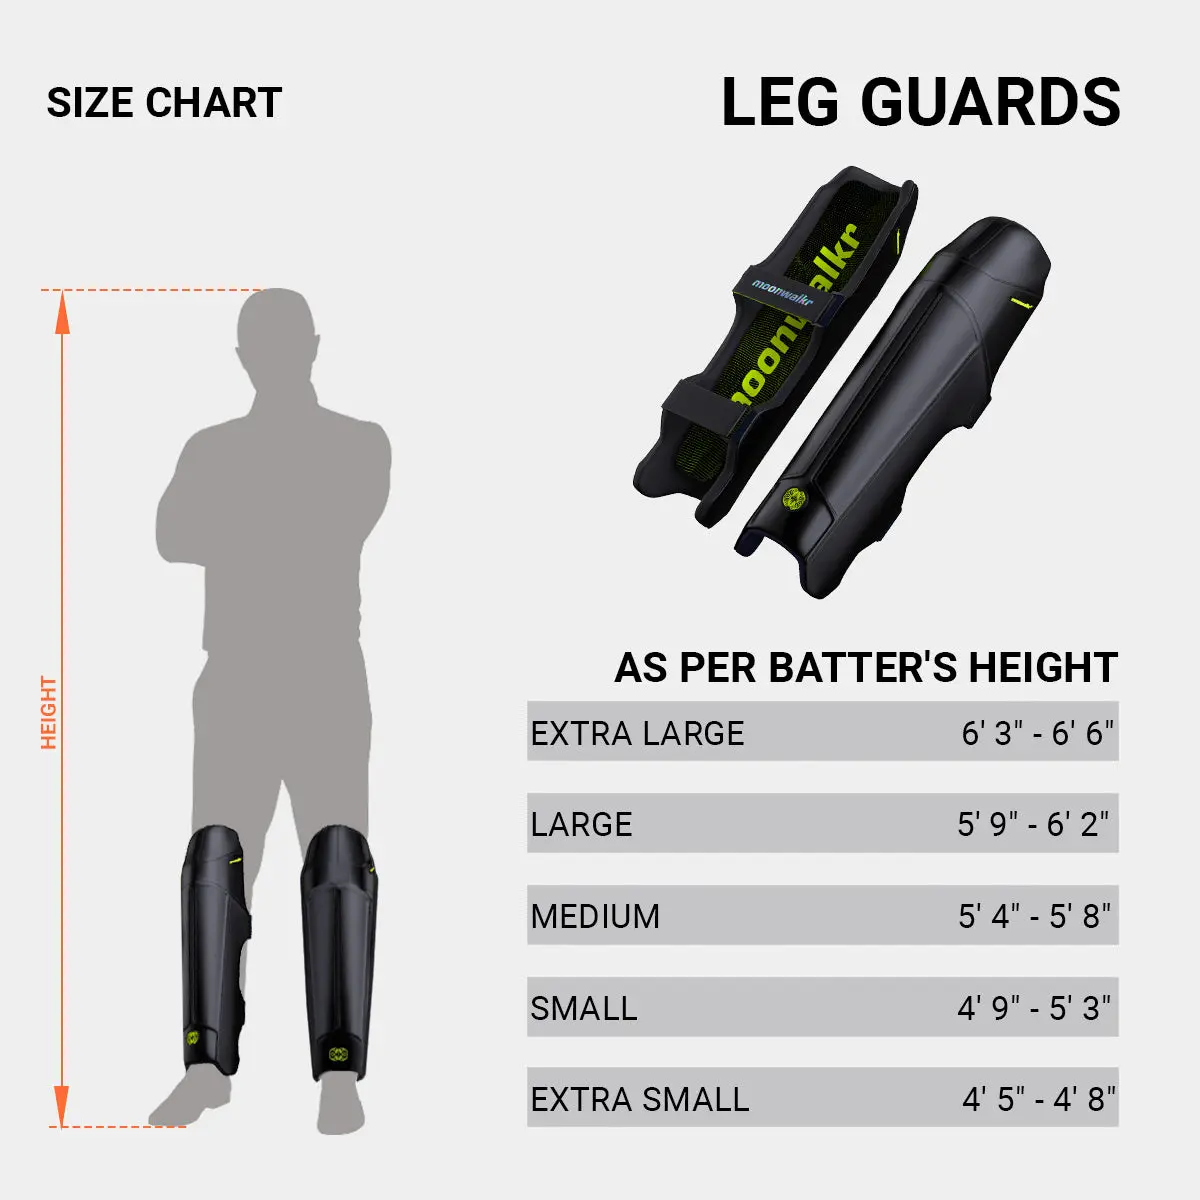 SIZE CHART
LEG GUARDS
moonwalkr
moonwalkr
HEIGHT
AS PER BATTER'S HEIGHT
EXTRA LARGE 6' 3" - 6' 6"
LARGE 5' 9" - 6' 2"
MEDIUM 5' 4" - 5' 8"
SMALL 4' 9" - 5' 3"
EXTRA SMALL 4' 5" - 4' 8"